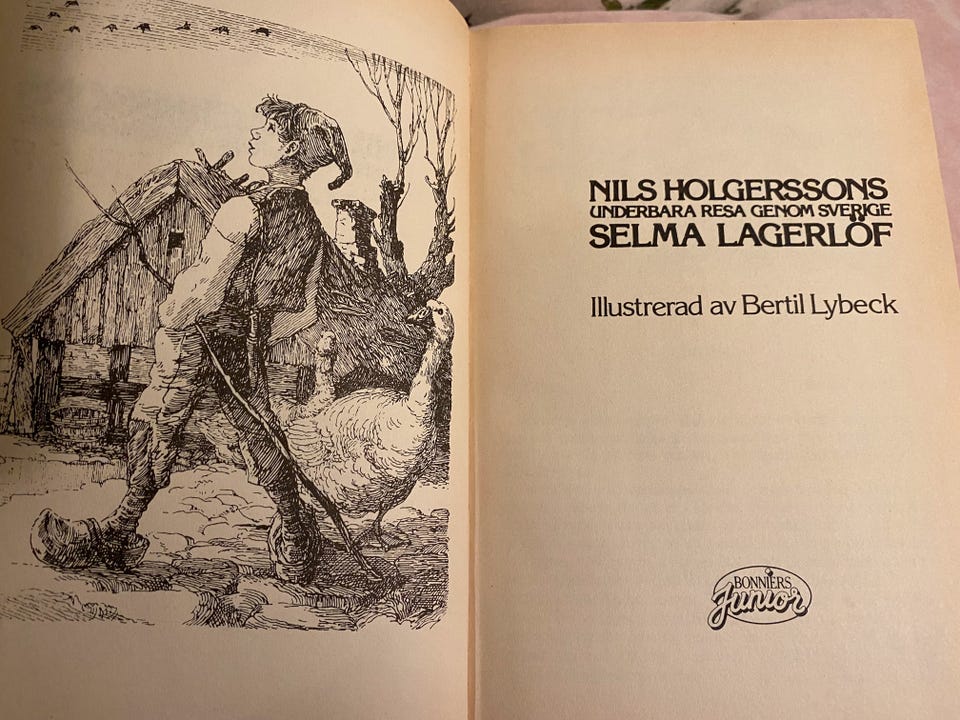 NILS HOLGERSSONS
UNDERBARA RESA GENOM SVERIGE
SELMA LAGERLÖF
Illustrerad av Bertil Lybeck
BONNIERS
Junior